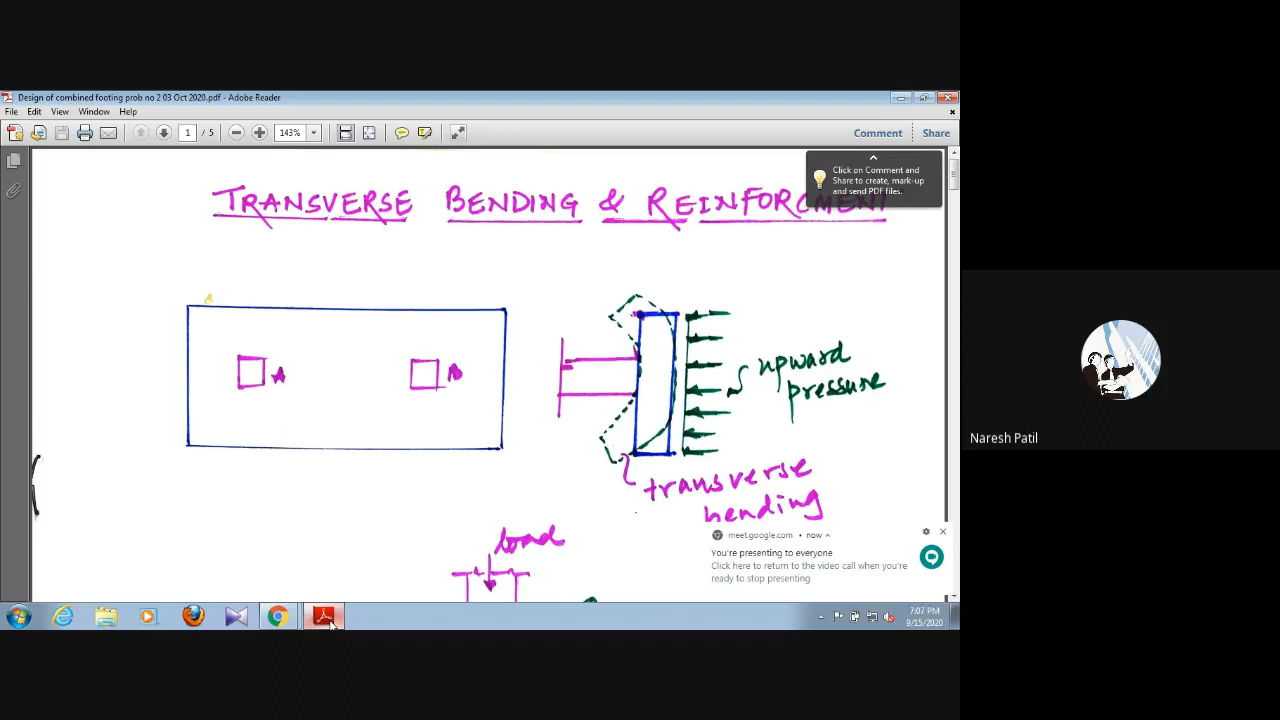 Design of combined footing prob no 2 03 Oct 2020.pdf - Adobe Reader
File Edit View Window Help
1 / 5 143% Comment Share
Click on Comment and
Share to create, mark-up
and send PDF files.
TRANSVERSE BENDING & REINFORCMENT
A
A B
upward
pressure
transverse
bending
load
meet.google.com • now
You're presenting to everyone
Click here to return to the video call when you're
ready to stop presenting
Naresh Patil
7:07 PM
9/15/2020